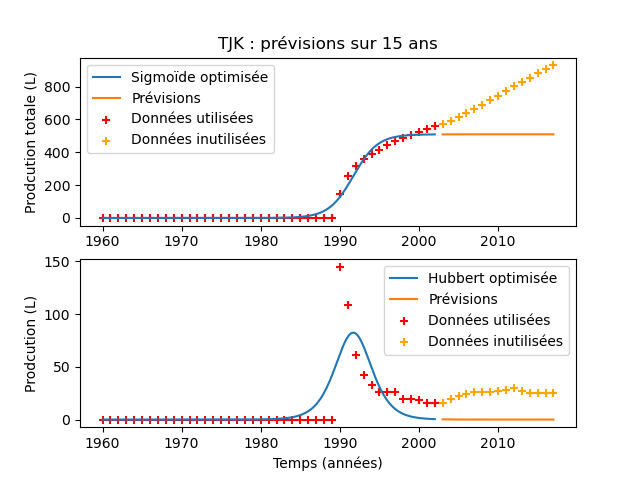 TJK : prévisions sur 15 ans
Prodcution totale (L)
800
600
400
200
0
Sigmoïde optimisée
Prévisions
Données utilisées
Données inutilisées
1960 1970 1980 1990 2000 2010
Prodcution (L)
150
100
50
0
Hubbert optimisée
Prévisions
Données utilisées
Données inutilisées
1960 1970 1980 1990 2000 2010
Temps (années)